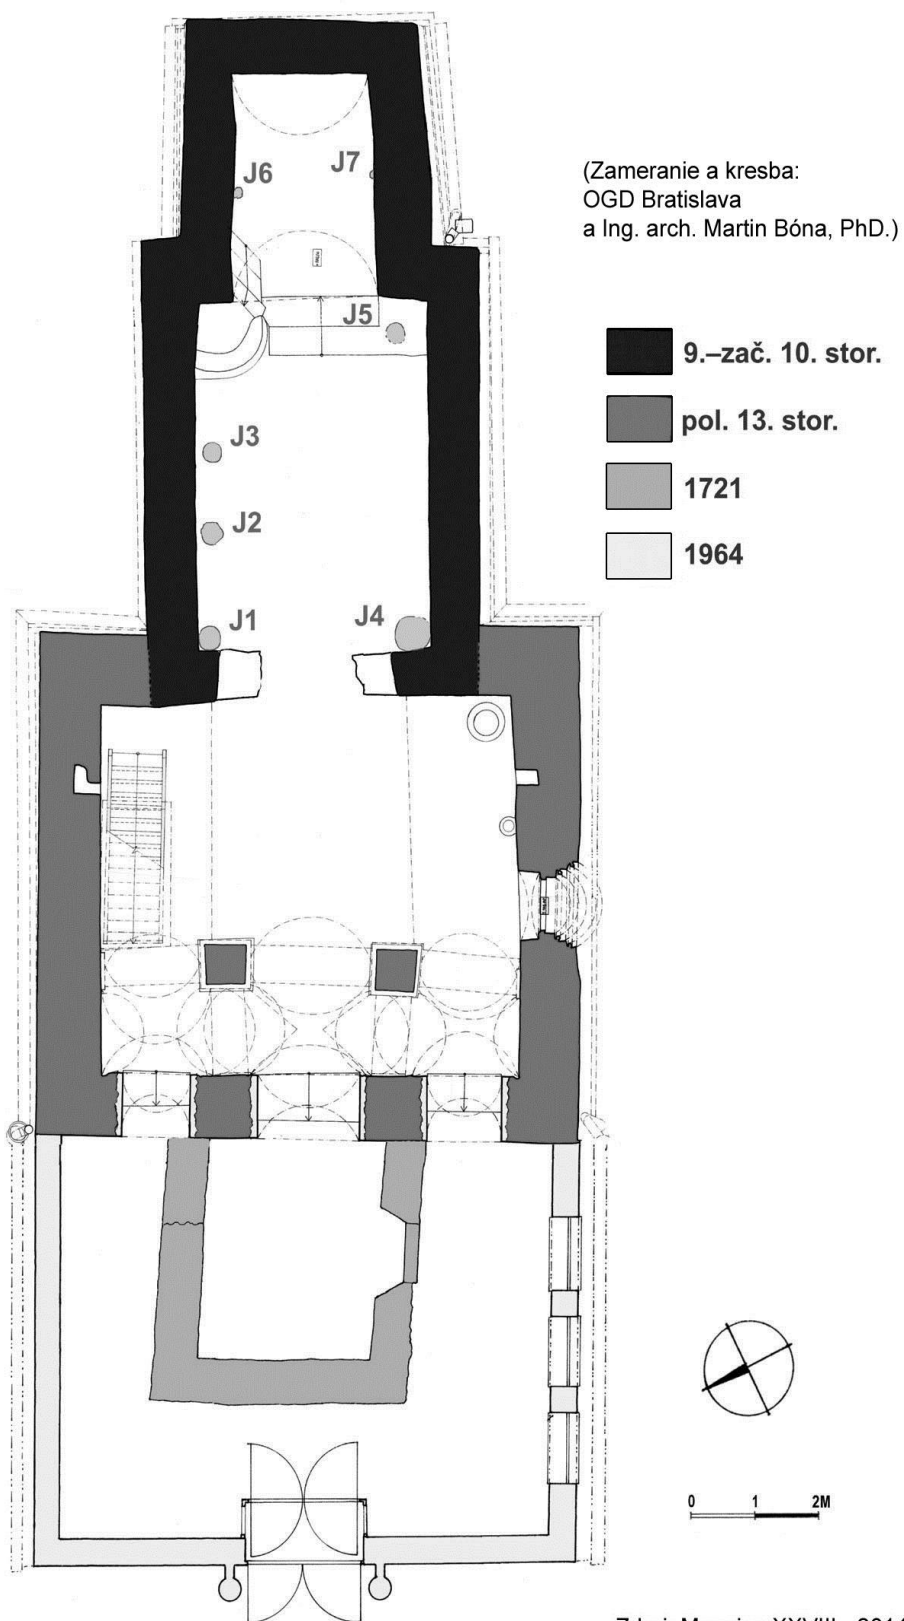 J6
J7
(Zameranie a kresba:
OGD Bratislava
a Ing. arch. Martin Bóna, PhD.)
J5
9.–zač. 10. stor.
J3
pol. 13. stor.
1721
J2
1964
J1
J4
0 1 2M